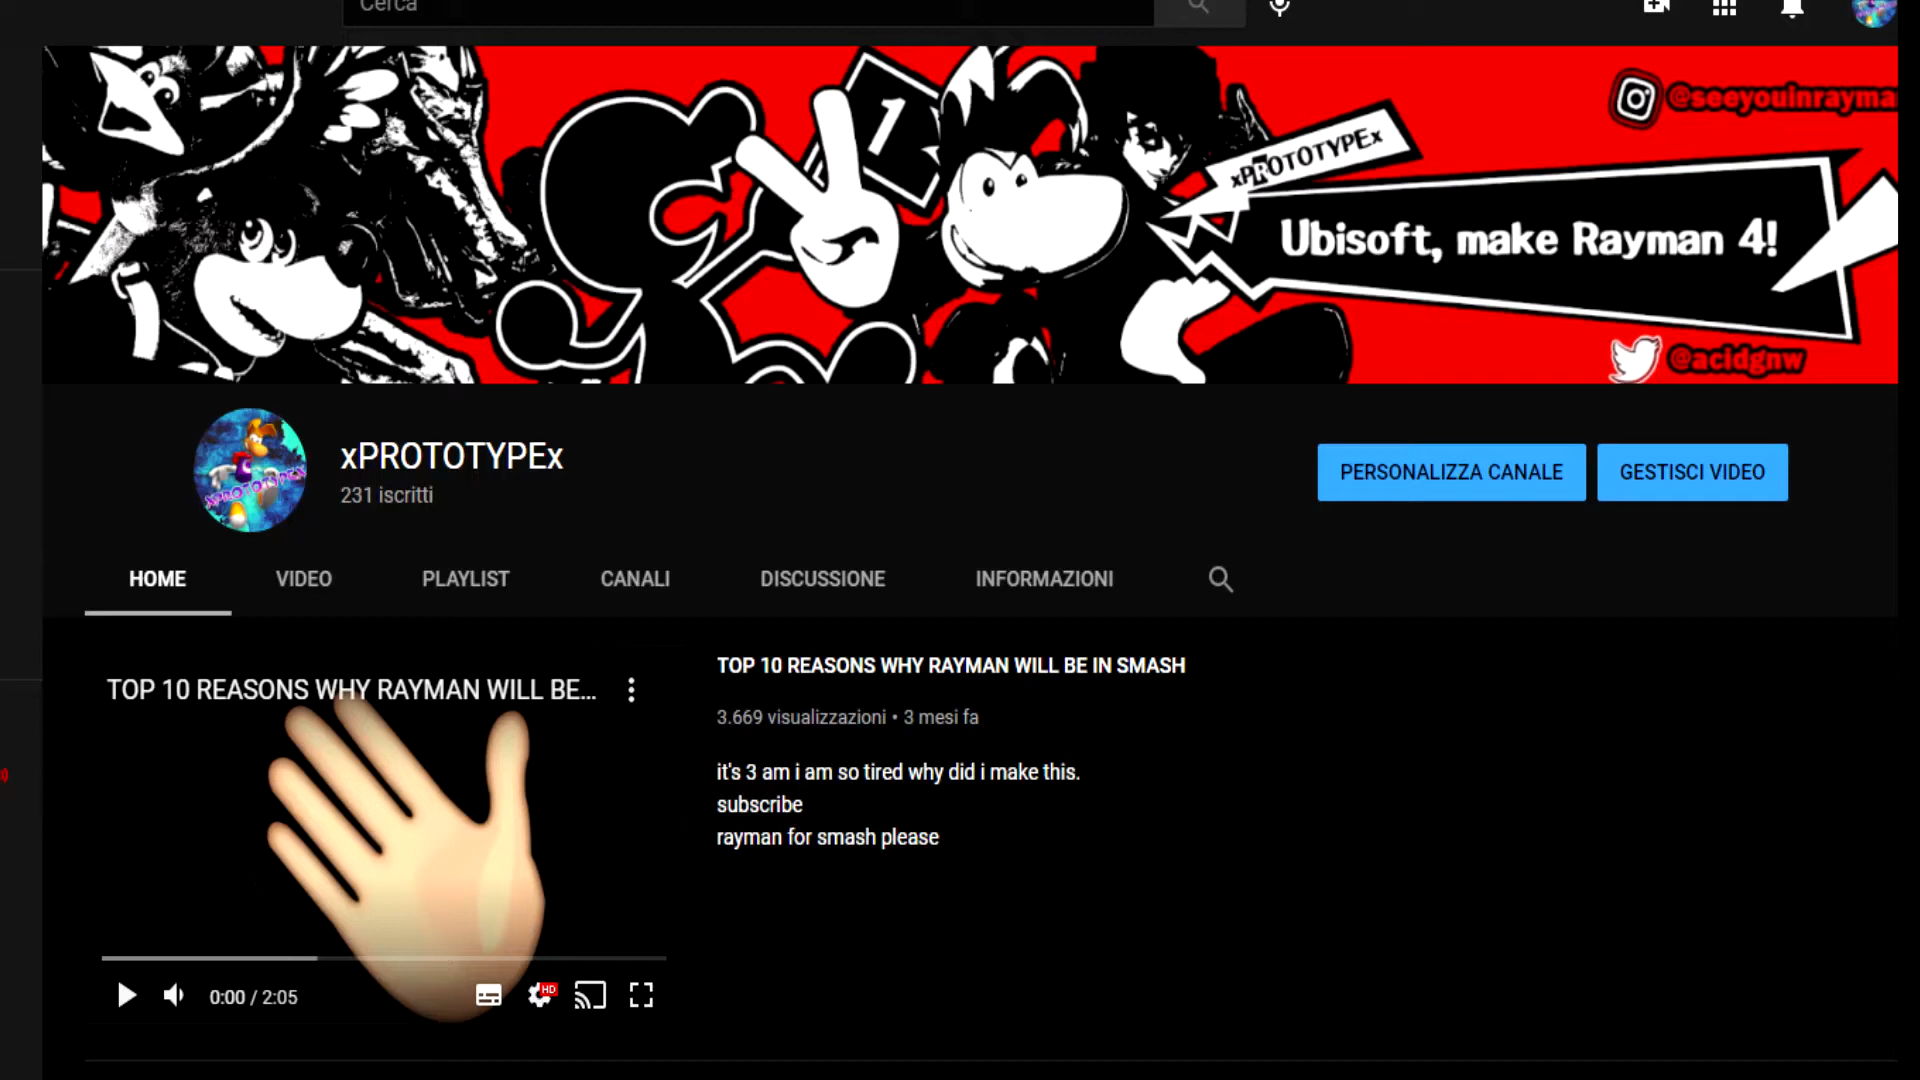 Cerca
1
@seeyouinrayma
xPROTOTYPEx
Ubisoft, make Rayman 4!
@acidgnw
XPROTOTYPEX
xPROTOTYPEx
231 iscritti
PERSONALIZZA CANALE
GESTISCI VIDEO
HOME
VIDEO
PLAYLIST
CANALI
DISCUSSIONE
INFORMAZIONI
TOP 10 REASONS WHY RAYMAN WILL BE...
TOP 10 REASONS WHY RAYMAN WILL BE IN SMASH
3.669 visualizzazioni • 3 mesi fa
it's 3 am i am so tired why did i make this.
subscribe
rayman for smash please
0:00 / 2:05
HD